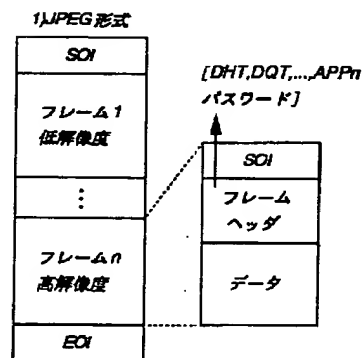 1)JPEG形式
SOI
フレーム1
低解像度
⋮
フレームn
高解像度
EOI
[DHT,DQT,...,APPn
パスワード]
SOI
フレーム
ヘッダ
データ